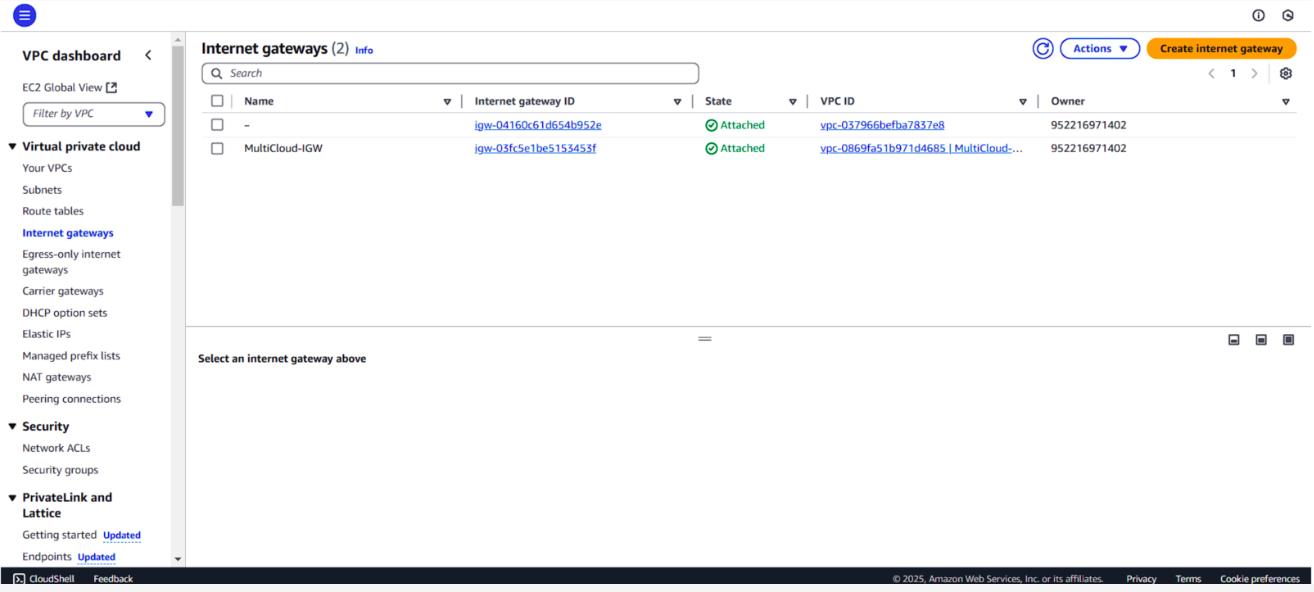 VPC dashboard
EC2 Global View
Filter by VPC
Virtual private cloud
Your VPCs
Subnets
Route tables
Internet gateways
Egress-only internet
gateways
Carrier gateways
DHCP option sets
Elastic IPs
Managed prefix lists
NAT gateways
Peering connections
Security
Network ACLs
Security groups
PrivateLink and
Lattice
Getting started Updated
Endpoints Updated
Internet gateways (2) Info
Actions
Create internet gateway
Search
1
Name Internet gateway ID State VPC ID Owner
– igw-04160c61d654b952e Attached vpc-037966befba7837e8 952216971402
MultiCloud-IGW igw-03fc5e1be5153453f Attached vpc-0869fa51b971d4685 | MultiCloud-... 952216971402
Select an internet gateway above
CloudShell Feedback © 2025, Amazon Web Services, Inc. or its affiliates. Privacy Terms Cookie preferences